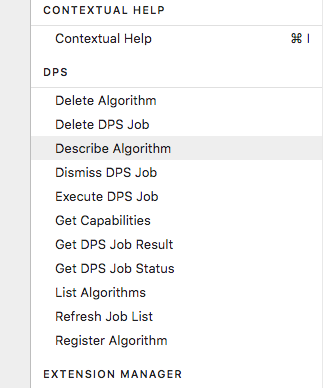 CONTEXTUAL HELP
Contextual Help ⌘ I
DPS
Delete Algorithm
Delete DPS Job
Describe Algorithm
Dismiss DPS Job
Execute DPS Job
Get Capabilities
Get DPS Job Result
Get DPS Job Status
List Algorithms
Refresh Job List
Register Algorithm
EXTENSION MANAGER